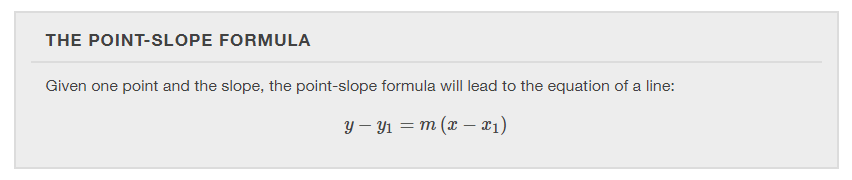 THE POINT-SLOPE FORMULA
Given one point and the slope, the point-slope formula will lead to the equation of a line:
y − y₁ = m (x − x₁)